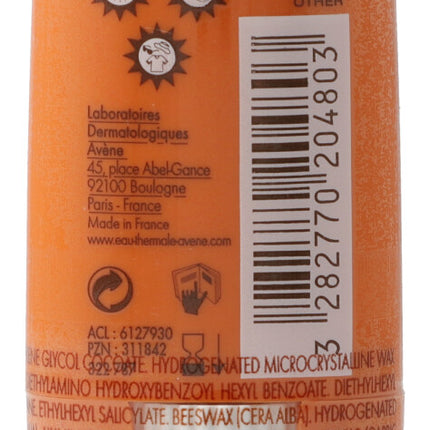 OTHER
Laboratoires
Dermatologiques
Avène
45, place Abel-Gance
92100 Boulogne
Paris - France
Made in France
www.eau-thermale-avene.com
ACL : 6127930
PZN : 311842
3 282770 204803
GLYCOL COCOATE. HYDROGENATED MICROCRYSTALLINE WAX
HYDROXYBENZOYL HEXYL BENZOATE. DIETHYLHEXYL
ETHYLHEXYL SALICYLATE. BEESWAX (CERA ALBA). HYDROGENATED